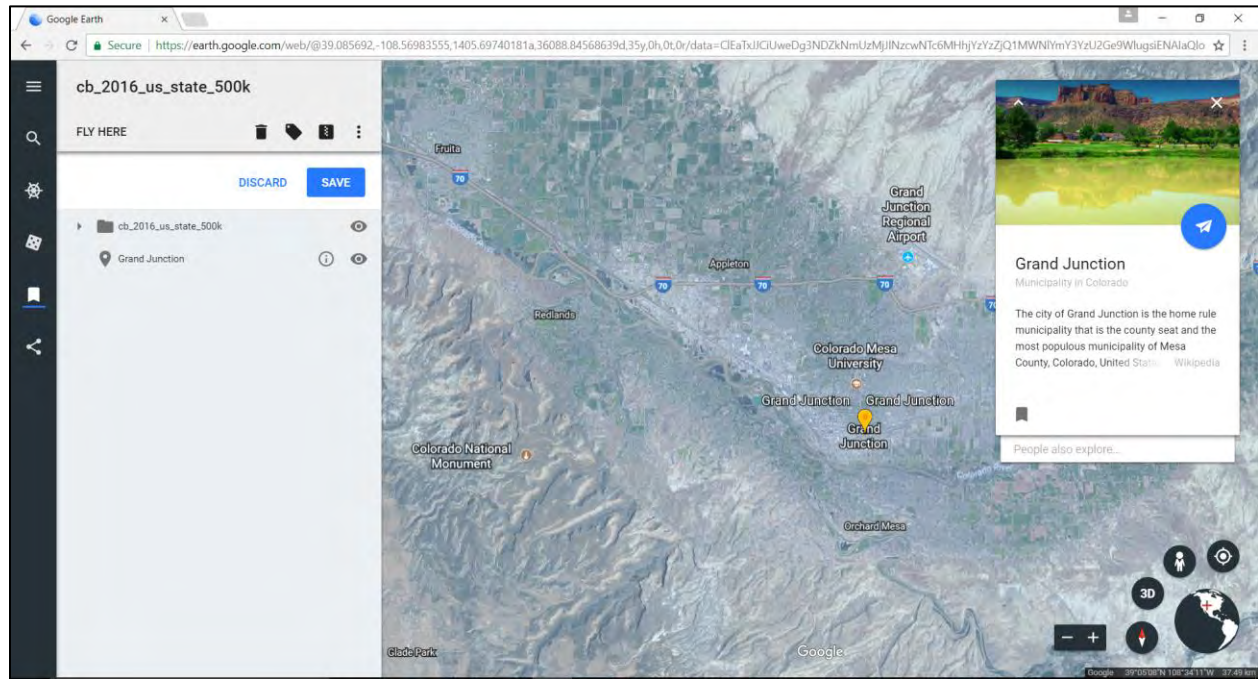 Google Earth
Secure | https://earth.google.com/web/@39.085692,-108.56983555,1405.69740181a,36088.84568639d,35y,0h,0t,0r/data=
cb_2016_us_state_500k
FLY HERE
DISCARD
SAVE
cb_2016_us_state_500k
Grand Junction
Fruita
70
Grand
Junction
Regional
Airport
Appleton
70
70
70
70
Redlands
Colorado Mesa
University
Grand Junction
Grand Junction
Grand
Junction
Colorado National
Monument
Orchard Mesa
Glade Park
Google
Grand Junction
Municipality in Colorado
The city of Grand Junction is the home rule
municipality that is the county seat and the
most populous municipality of Mesa
County, Colorado, United States
Wikipedia
People also explore...
3D
Google 39°05'08"N 108°34'11"W 37.49 km